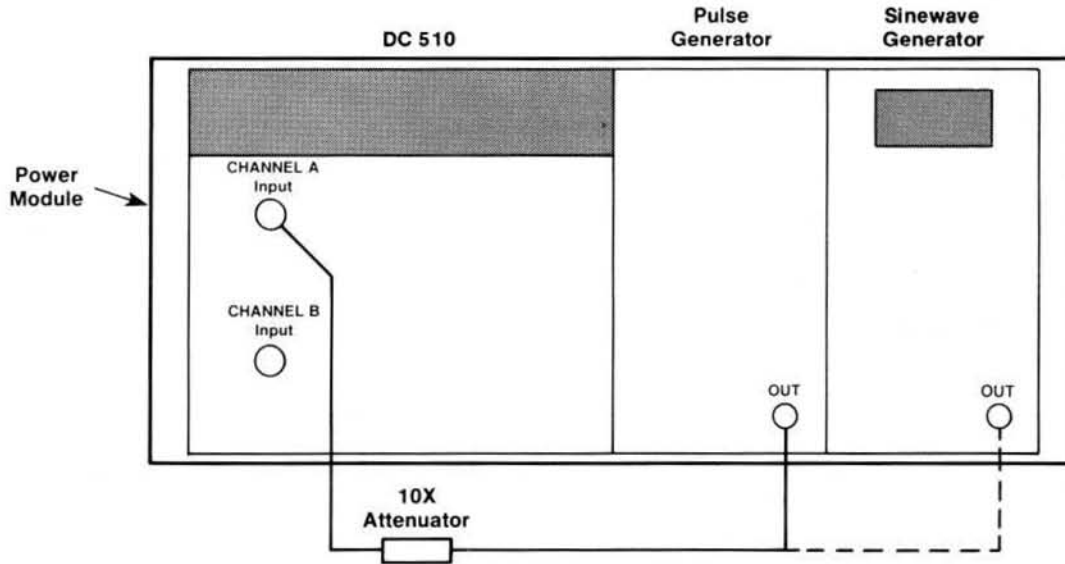 DC 510
Pulse
Generator
Sinewave
Generator
Power
Module
CHANNEL A
Input
CHANNEL B
Input
OUT
OUT
10X
Attenuator